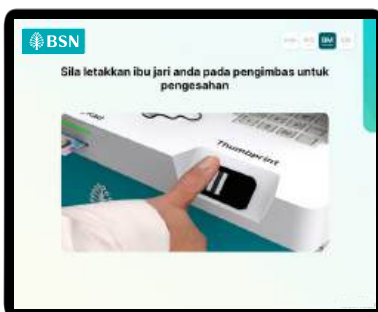 BSN
BM
Sila letakkan ibu jari anda pada pengimbas untuk
pengesahan
Thumbprint